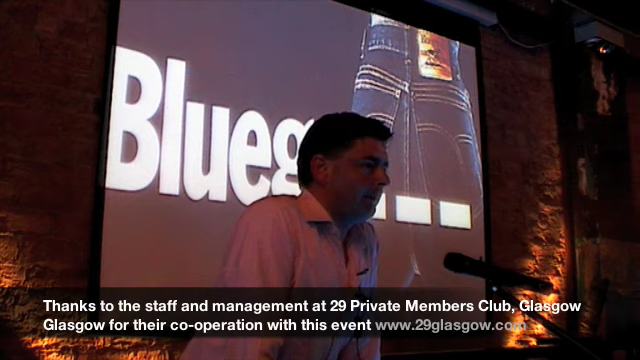 Blueg
Thanks to the staff and management at 29 Private Members Club, Glasgow
Glasgow for their co-operation with this event www.29glasgow.com